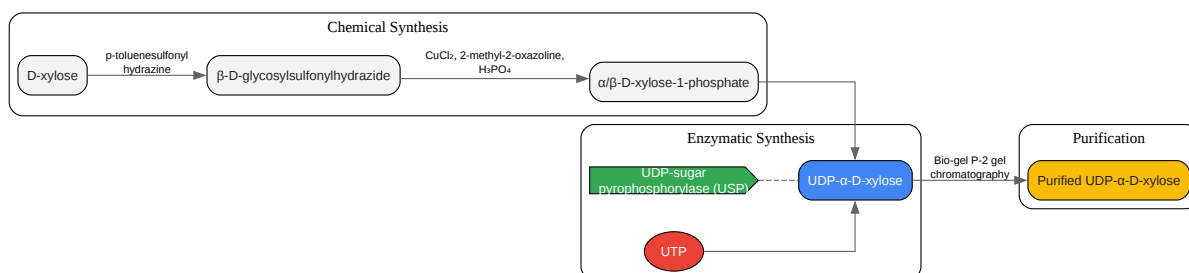 Chemical Synthesis
D-xylose
p-toluenesulfonyl
hydrazine
β-D-glycosylsulfonylhydrazide
CuCl₂, 2-methyl-2-oxazoline,
H₃PO₄
α/β-D-xylose-1-phosphate
Enzymatic Synthesis
UDP-sugar
pyrophosphorylase (USP)
UDP-α-D-xylose
UTP
Bio-gel P-2 gel
chromatography
Purification
Purified UDP-α-D-xylose